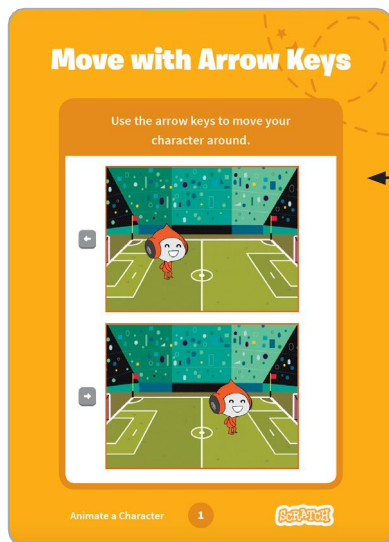 Move with Arrow Keys
Use the arrow keys to move your
character around.
Animate a Character
1
SCRATCH